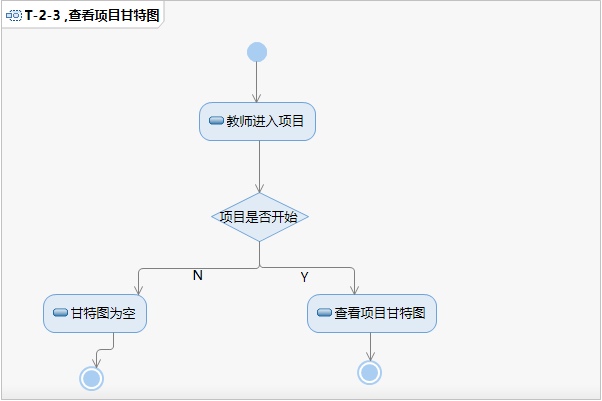 T-2-3 ,查看项目甘特图
教师进入项目
项目是否开始
N
Y
甘特图为空
查看项目甘特图